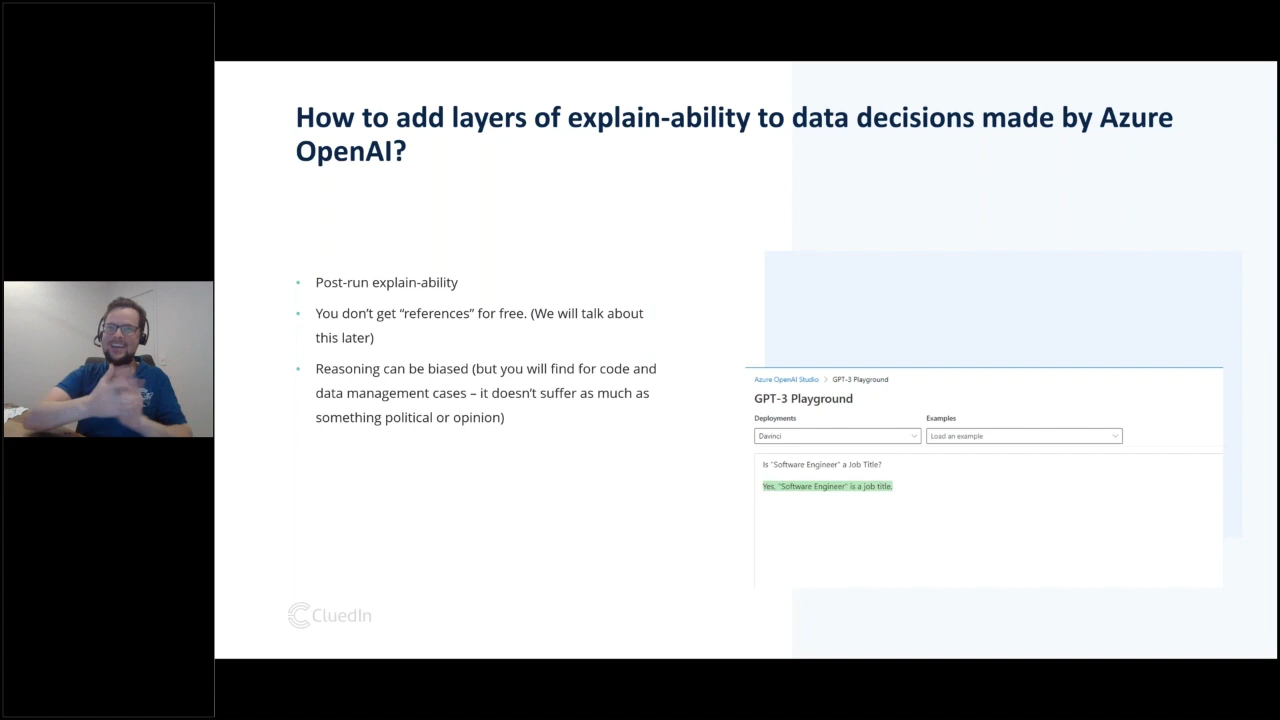 How to add layers of explain-ability to data decisions made by Azure
OpenAI?
• Post-run explain-ability
• You don't get “references” for free. (We will talk about
this later)
• Reasoning can be biased (but you will find for code and
data management cases – it doesn't suffer as much as
something political or opinion)
Azure OpenAI Studio > GPT-3 Playground
GPT-3 Playground
Deployments Examples
Davinci Load an example
Is "Software Engineer" a Job Title?
Yes, "Software Engineer" is a job title.
CluedIn